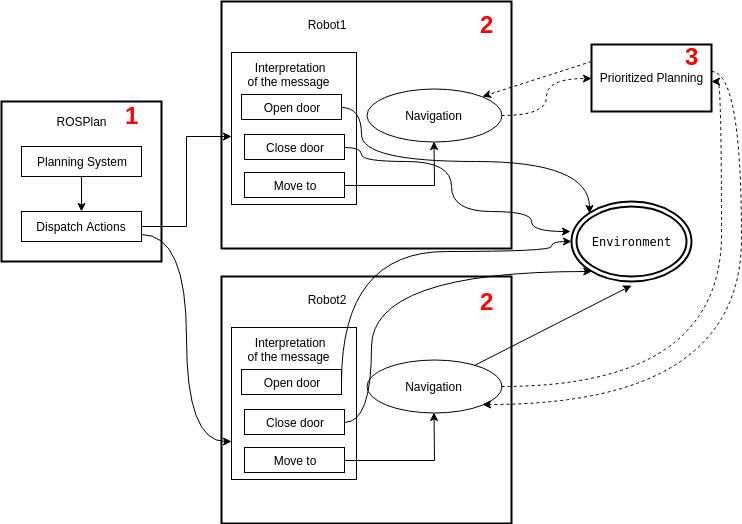 ROSPlan
1
Planning System
Dispatch Actions
Robot1
2
Interpretation
of the message
Open door
Close door
Move to
Navigation
3
Prioritized Planning
Environment
Robot2
2
Interpretation
of the message
Open door
Close door
Move to
Navigation